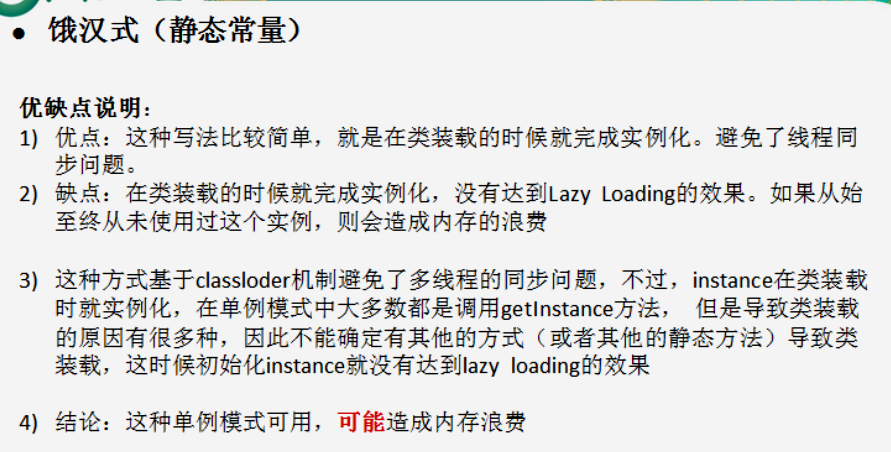 ● 饿汉式（静态常量）
优缺点说明：
1) 优点：这种写法比较简单，就是在类装载的时候就完成实例化。避免了线程同
步问题。
2) 缺点：在类装载的时候就完成实例化，没有达到Lazy Loading的效果。如果从始
至终从未使用过这个实例，则会造成内存的浪费
3) 这种方式基于classloder机制避免了多线程的同步问题，不过，instance在类装载
时就实例化，在单例模式中大多数都是调用getInstance方法， 但是导致类装载
的原因有很多种，因此不能确定有其他的方式（或者其他的静态方法）导致类
装载，这时候初始化instance就没有达到lazy loading的效果
4) 结论：这种单例模式可用，可能造成内存浪费